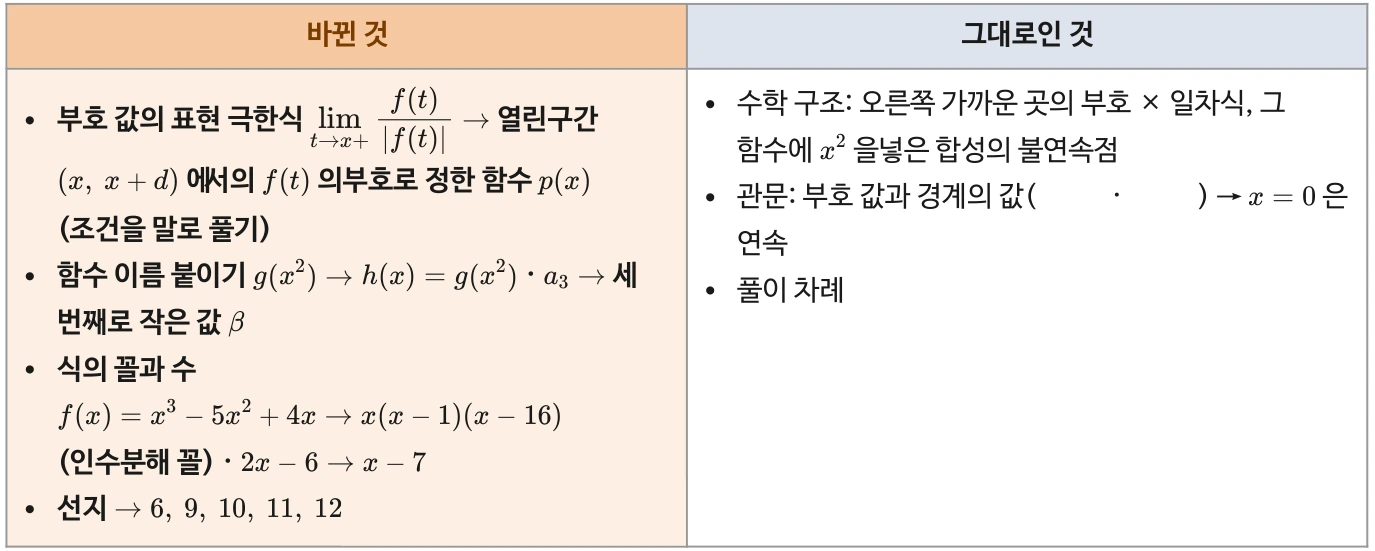 바뀐 것
• 부호 값의 표현 극한식 lim_{t→x+} f(t)/|f(t)| → 열린구간
(x, x + d) 에서의 f(t) 의부호로 정한 함수 p(x)
(조건을 말로 풀기)
• 함수 이름 붙이기 g(x²) → h(x) = g(x²) · a₃ → 세
번째로 작은 값 β
• 식의 꼴과 수
f(x) = x³ − 5x² + 4x → x(x − 1)(x − 16)
(인수분해 꼴) · 2x − 6 → x − 7
• 선지 → 6, 9, 10, 11, 12
그대로인 것
• 수학 구조: 오른쪽 가까운 곳의 부호 × 일차식, 그
함수에 x² 을넣은 합성의 불연속점
• 관문: 부호 값과 경계의 값( · ) → x = 0 은
연속
• 풀이 차례